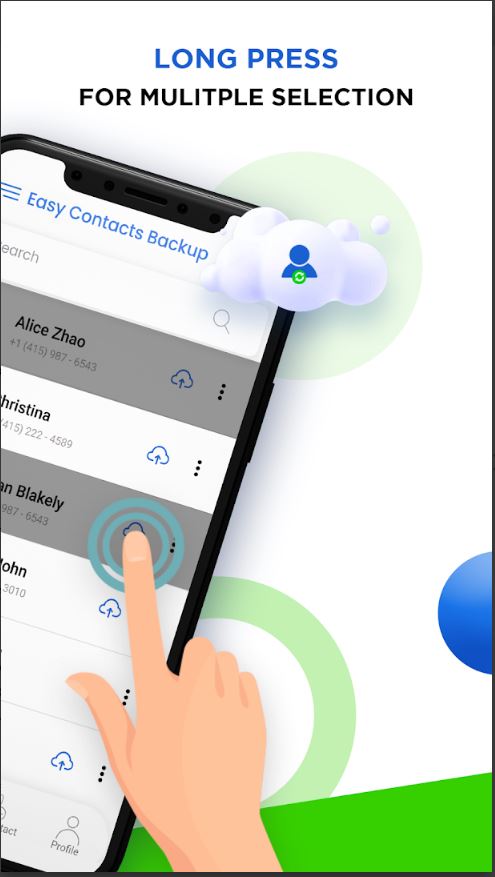 LONG PRESS
FOR MULITPLE SELECTION
Easy Contacts Backup
earch
Alice Zhao
+1 (415) 987 - 6543
hristina
415) 222 - 4589
an Blakely
987 - 6543
John
3010
tact
Profile